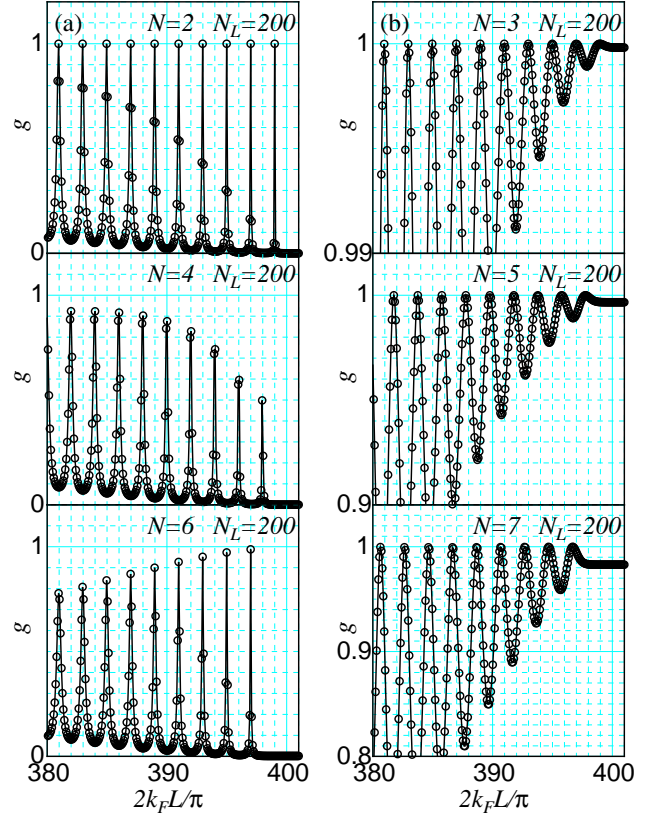 (a) N=2 N_L=200
1
g
0
N=4 N_L=200
1
g
0
N=6 N_L=200
1
g
0
380 390 400
2k_F L/π
(b) N=3 N_L=200
1
g
0.99
N=5 N_L=200
1
g
0.9
N=7 N_L=200
1
g
0.9
0.8
380 390 400
2k_F L/π